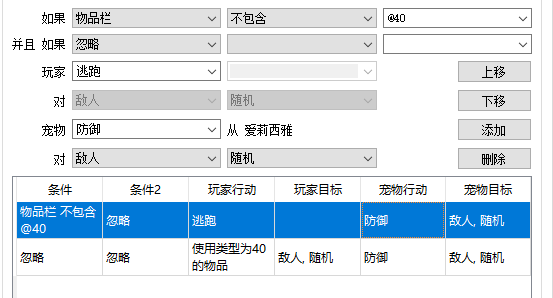 如果 物品栏 不包含 @40
并且 如果 忽略
玩家 逃跑 上移
对 敌人 随机 下移
宠物 防御 从 爱莉西雅 添加
对 敌人 随机 删除
条件 条件2 玩家行动 玩家目标 宠物行动 宠物目标
物品栏 不包含
@40 忽略 逃跑 防御 敌人, 随机
忽略 忽略 使用类型为40
的物品 敌人, 随机 防御 敌人, 随机